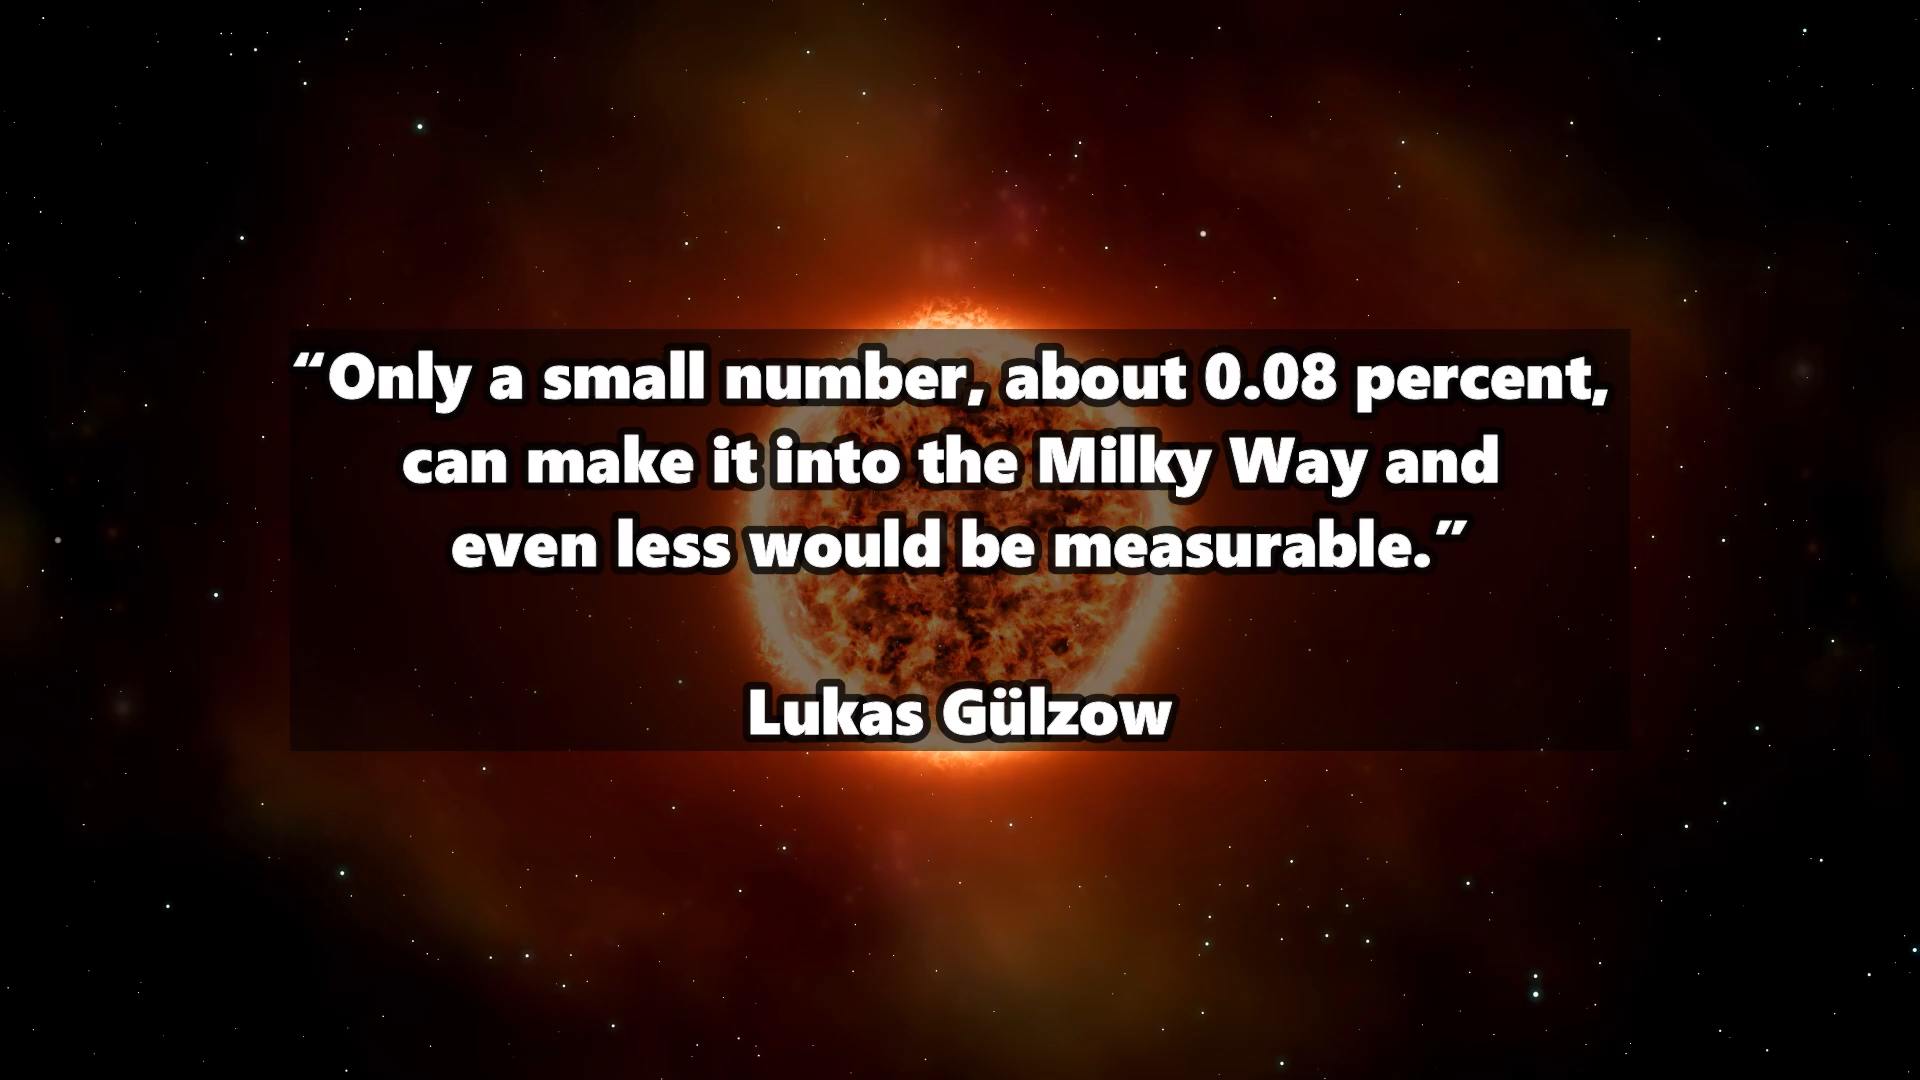 “Only a small number, about 0.08 percent,
can make it into the Milky Way and
even less would be measurable.”
Lukas Gülzow